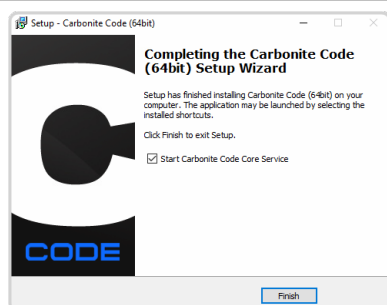 Setup - Carbonite Code (64bit)
Completing the Carbonite Code
(64bit) Setup Wizard
Setup has finished installing Carbonite Code (64bit) on your
computer. The application may be launched by selecting the
installed shortcuts.
Click Finish to exit Setup.
Start Carbonite Code Core Service
CODE
Finish